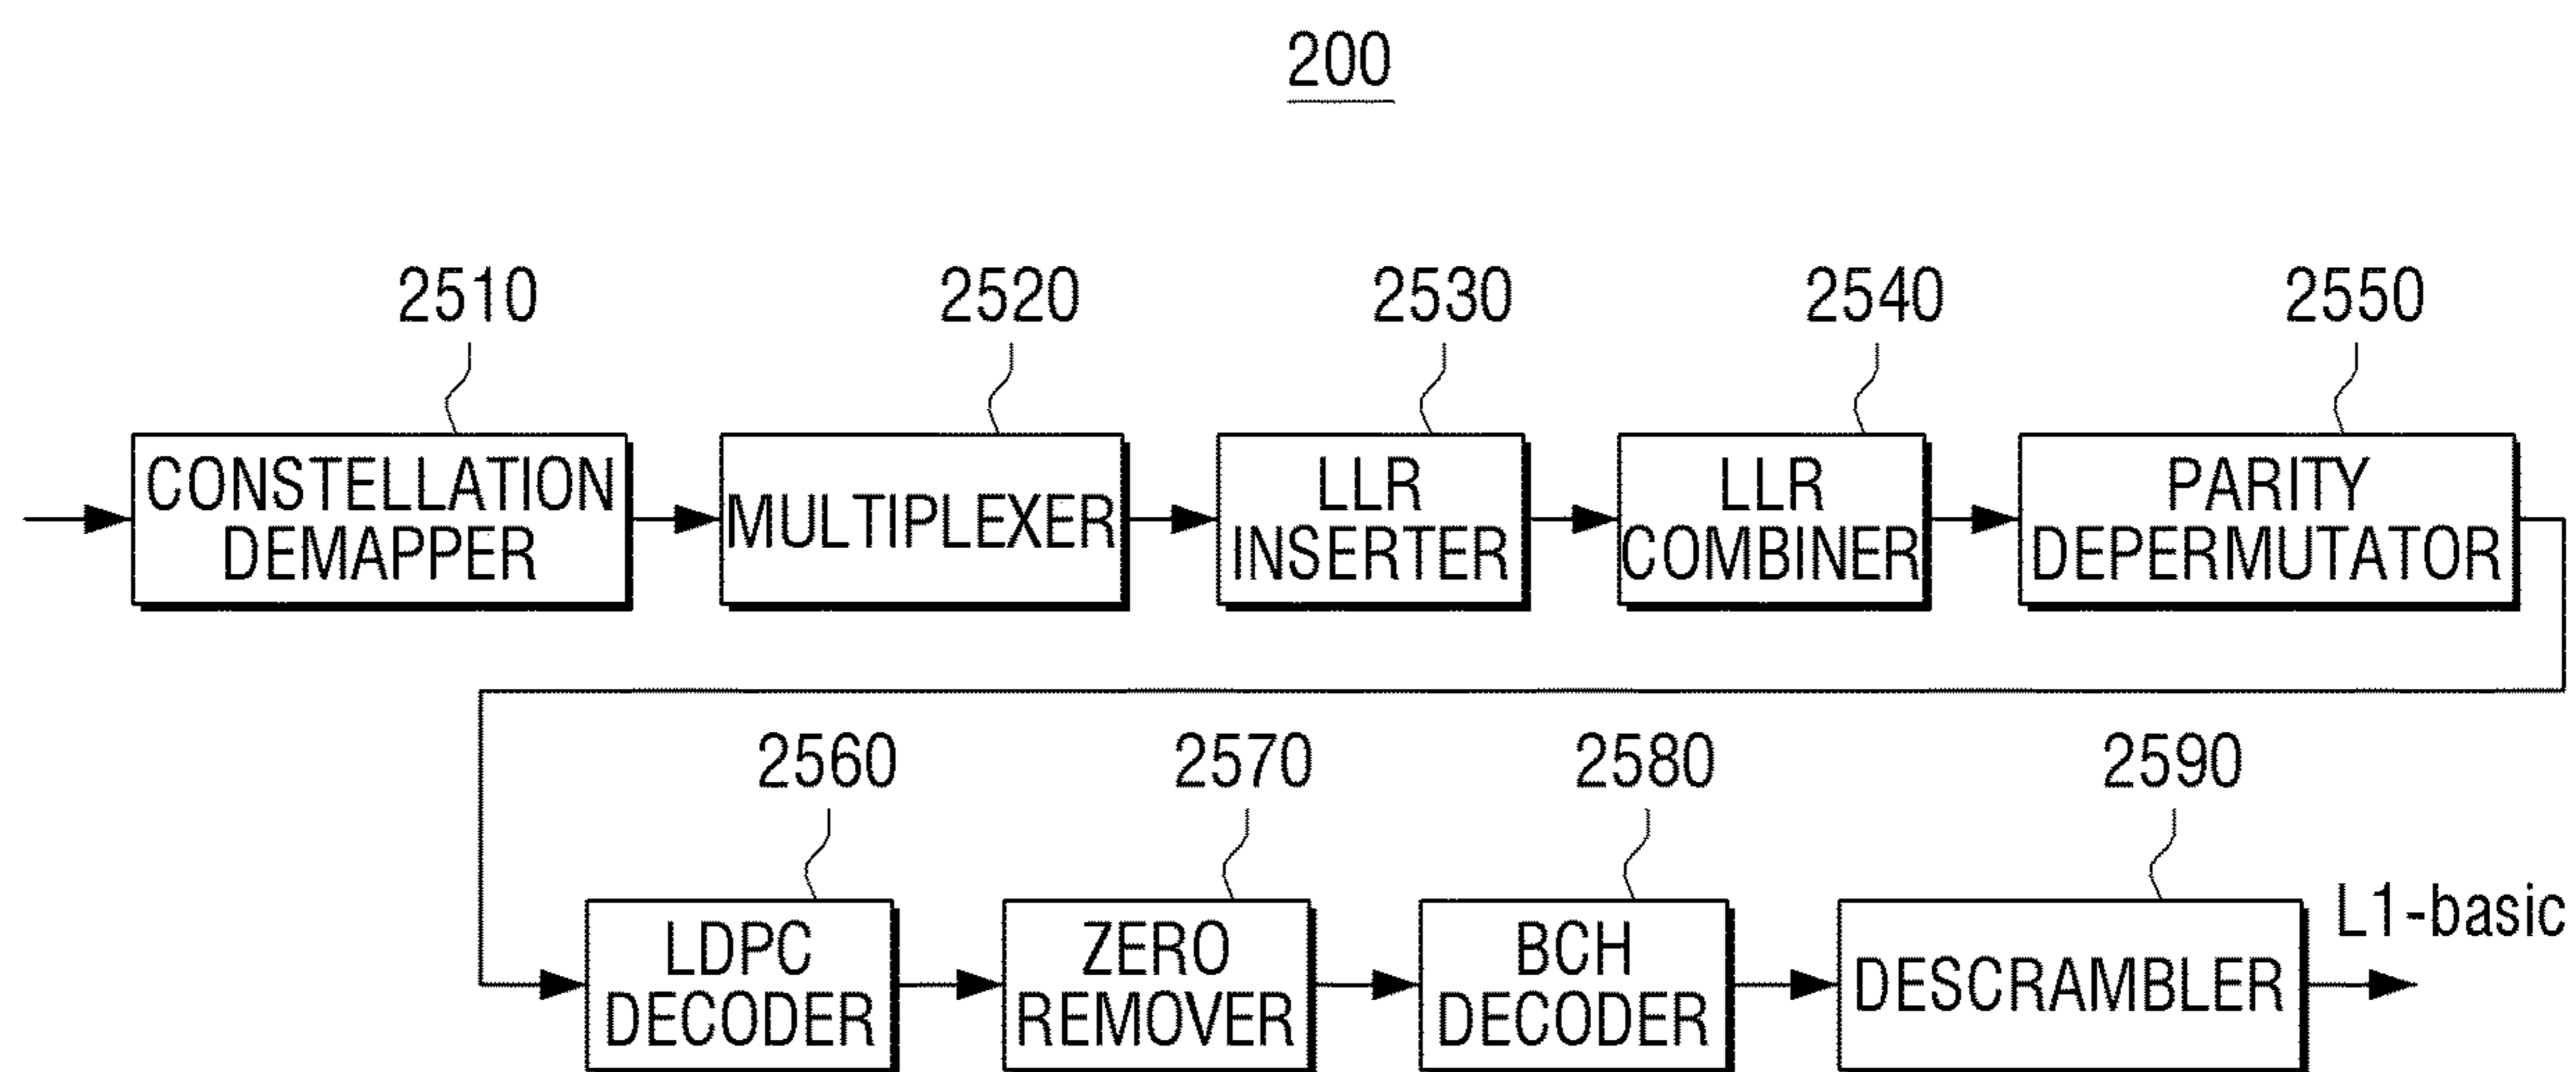 200
2510 2520 2530 2540 2550
CONSTELLATION
DEMAPPER
MULTIPLEXER
LLR
INSERTER
LLR
COMBINER
PARITY
DEPERMUTATOR
2560 2570 2580 2590
LDPC
DECODER
ZERO
REMOVER
BCH
DECODER
DESCRAMBLER
L1-basic